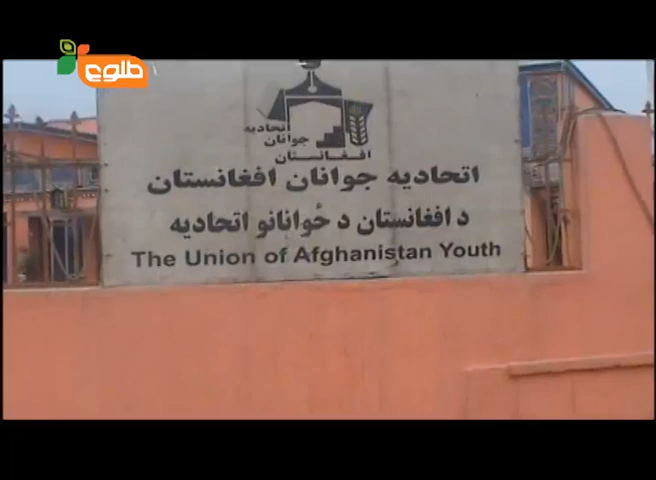 طلوع
اتحادیه
جوانان
افغانستان
اتحادیه جوانان افغانستان
د افغانستان د ځوانانو اتحادیه
The Union of Afghanistan Youth